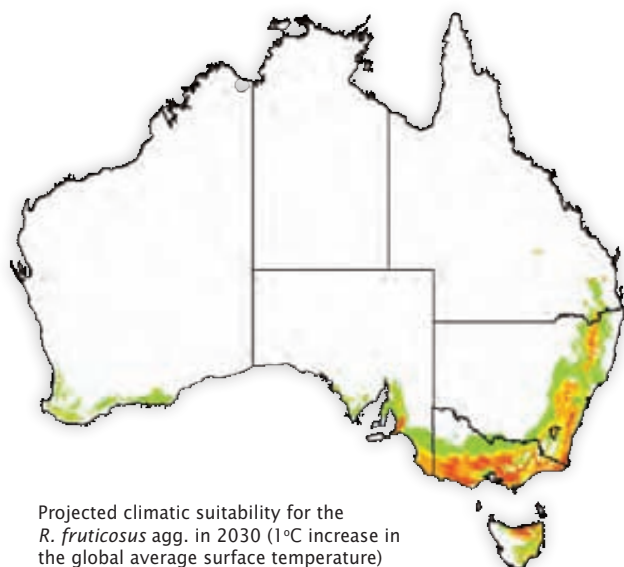 Projected climatic suitability for the
R. fruticosus agg. in 2030 (1°C increase in
the global average surface temperature)